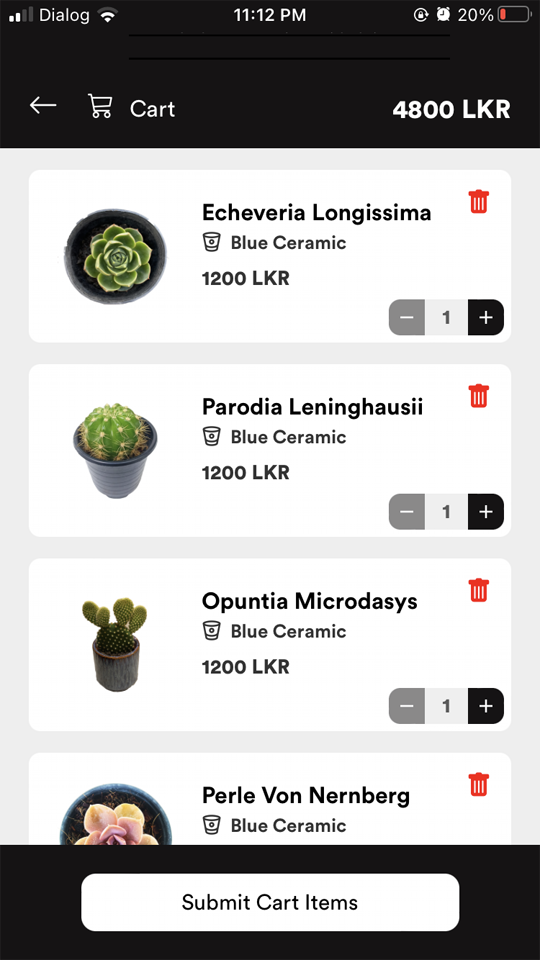 Dialog 11:12 PM 20%
Cart 4800 LKR
Echeveria Longissima
Blue Ceramic
1200 LKR
1
Parodia Leninghausii
Blue Ceramic
1200 LKR
1
Opuntia Microdasys
Blue Ceramic
1200 LKR
1
Perle Von Nernberg
Blue Ceramic
Submit Cart Items